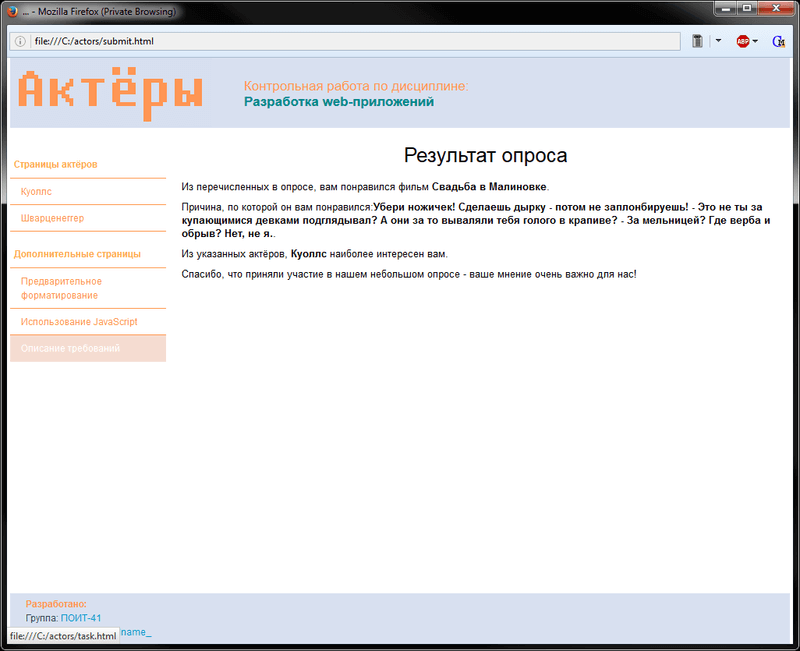 ... - Mozilla Firefox (Private Browsing)
file:///C:/actors/submit.html
ABP
Актёры
Контрольная работа по дисциплине:
Разработка web-приложений
Страницы актёров
Куоллс
Шварценеггер
Дополнительные страницы
Предварительное
форматирование
Использование JavaScript
Описание требований
Результат опроса
Из перечисленных в опросе, вам понравился фильм Свадьба в Малиновке.
Причина, по которой он вам понравился:Убери ножичек! Сделаешь дырку - потом не заплонбируешь! - Это не ты за
купающимися девками подглядывал? А они за то вываляли тебя голого в крапиве? - За мельницей? Где верба и
обрыв? Нет, не я..
Из указанных актёров, Куоллс наиболее интересен вам.
Спасибо, что приняли участие в нашем небольшом опросе - ваше мнение очень важно для нас!
Разработано:
Группа: ПОИТ-41
name_
file:///C:/actors/task.html